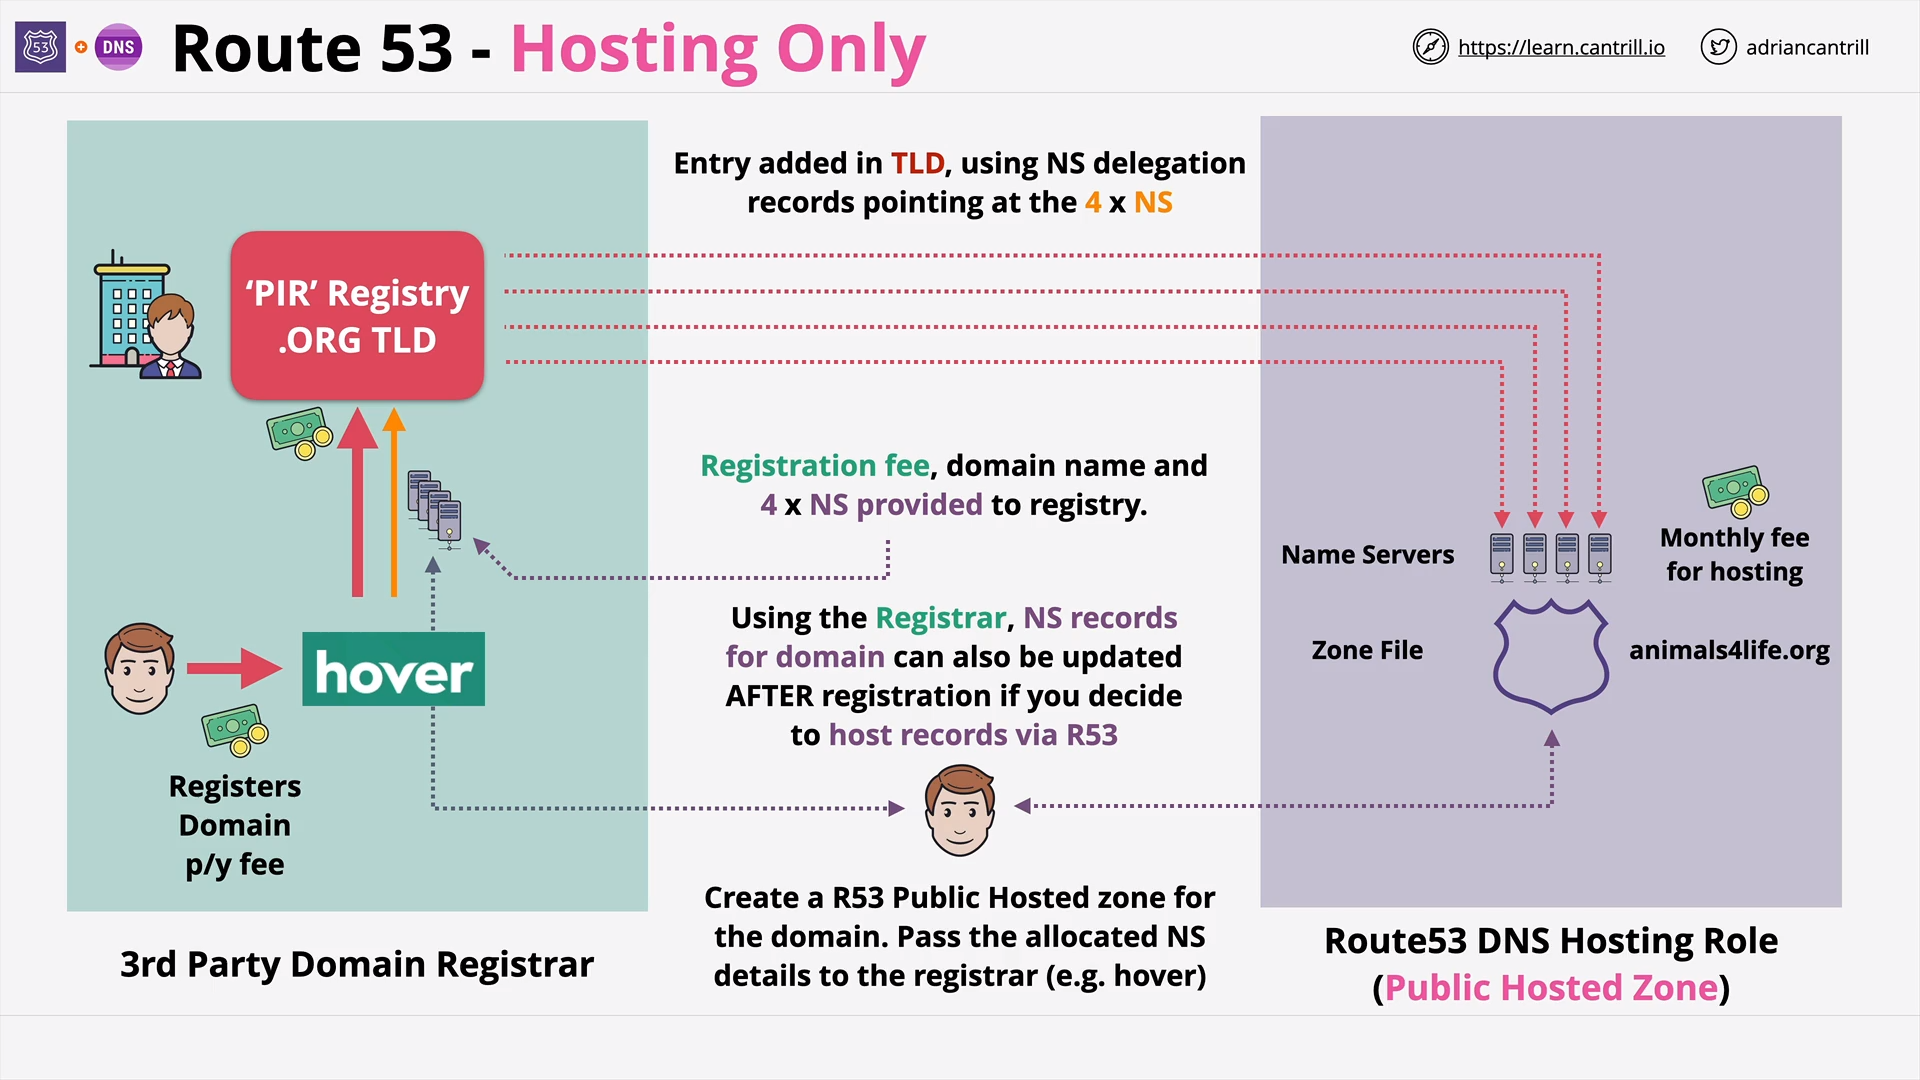 53
DNS
Route 53 - Hosting Only
https://learn.cantrill.io
adriancantrill
Entry added in TLD, using NS delegation
records pointing at the 4 x NS
‘PIR’ Registry
.ORG TLD
Registration fee, domain name and
4 x NS provided to registry.
Name Servers
Monthly fee
for hosting
Using the Registrar, NS records
for domain can also be updated
AFTER registration if you decide
to host records via R53
hover
Zone File
animals4life.org
Registers
Domain
p/y fee
Create a R53 Public Hosted zone for
the domain. Pass the allocated NS
details to the registrar (e.g. hover)
3rd Party Domain Registrar
Route53 DNS Hosting Role
(Public Hosted Zone)